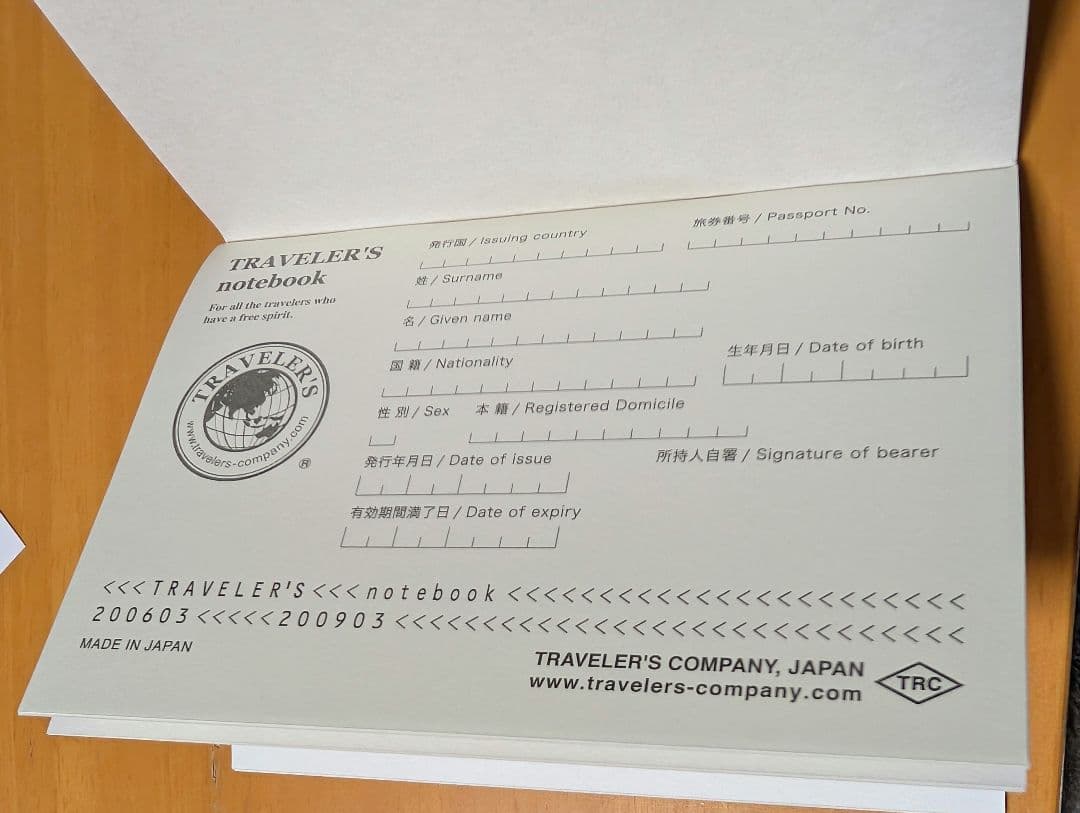 TRAVELER'S
notebook
For all the travelers who
have a free spirit.
TRAVELER'S
www.travelers-company.com
®
発行国 / Issuing country
旅券番号 / Passport No.
姓 / Surname
名 / Given name
国 籍 / Nationality
生年月日 / Date of birth
性 別 / Sex
本 籍 / Registered Domicile
発行年月日 / Date of issue
所持人自署 / Signature of bearer
有効期間満了日 / Date of expiry
<<<TRAVELER'S<<<notebook<<<<<<<<<<<<<<<<<<<<<<<<
200603<<<<<200903<<<<<<<<<<<<<<<<<<<<<<<<<<<<<<
MADE IN JAPAN
TRAVELER'S COMPANY, JAPAN
www.travelers-company.com
TRC